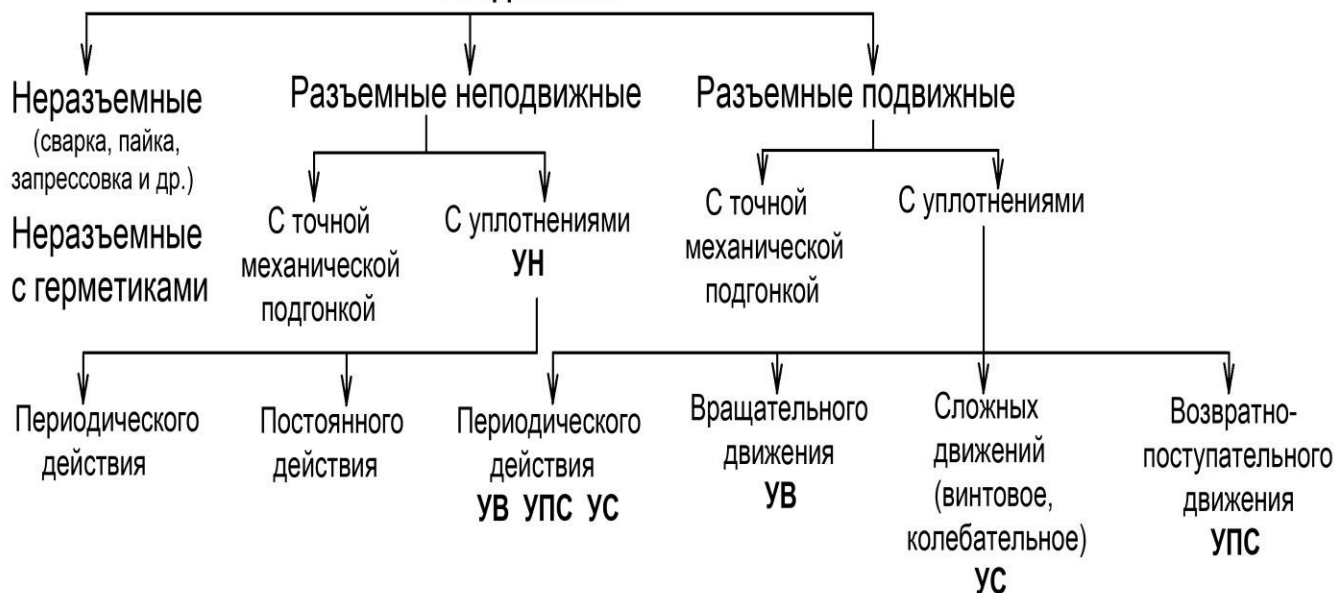 Неразъемные
(сварка, пайка,
запрессовка и др.)
Неразъемные
с герметиками
Разъемные неподвижные
С точной
механической
подгонкой
С уплотнениями
УН
Разъемные подвижные
С точной
механической
подгонкой
С уплотнениями
Периодического
действия
Постоянного
действия
Периодического
действия
УВ УПС УС
Вращательного
движения
УВ
Сложных
движений
(винтовое,
колебательное)
УС
Возвратно-
поступательного
движения
УПС